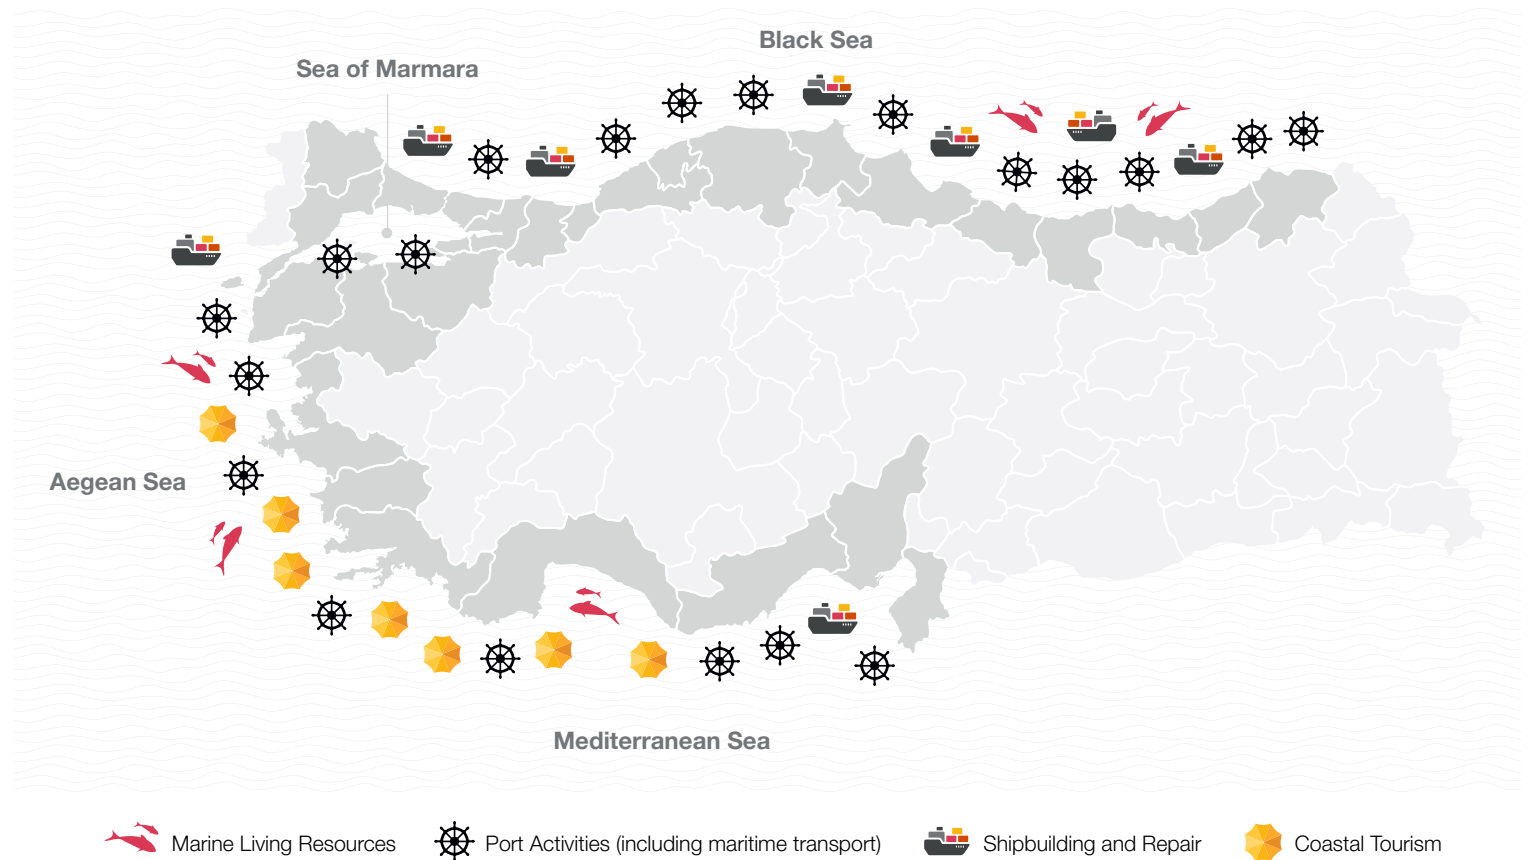 Black Sea
Sea of Marmara
Aegean Sea
Mediterranean Sea
Marine Living Resources
Port Activities (including maritime transport)
Shipbuilding and Repair
Coastal Tourism